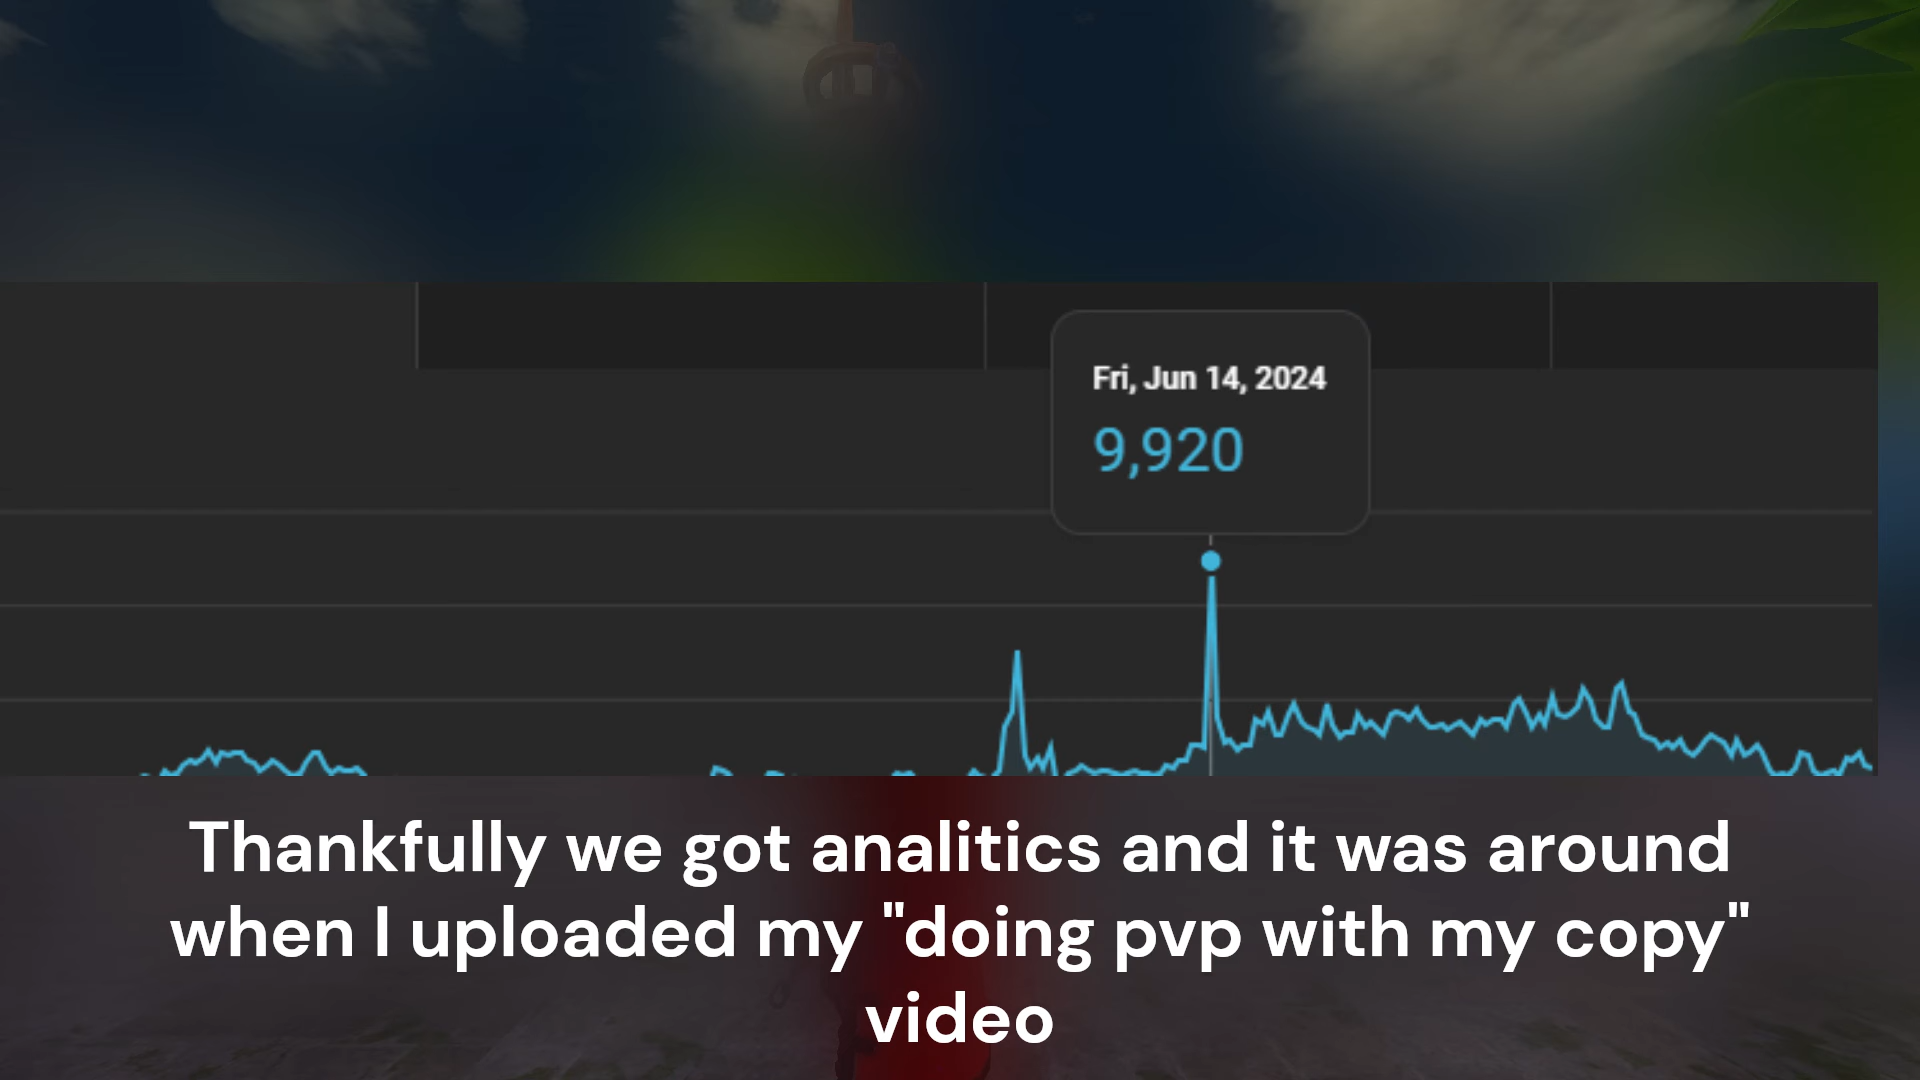 Fri, Jun 14, 2024
9,920
Thankfully we got analitics and it was around
when I uploaded my "doing pvp with my copy"
video